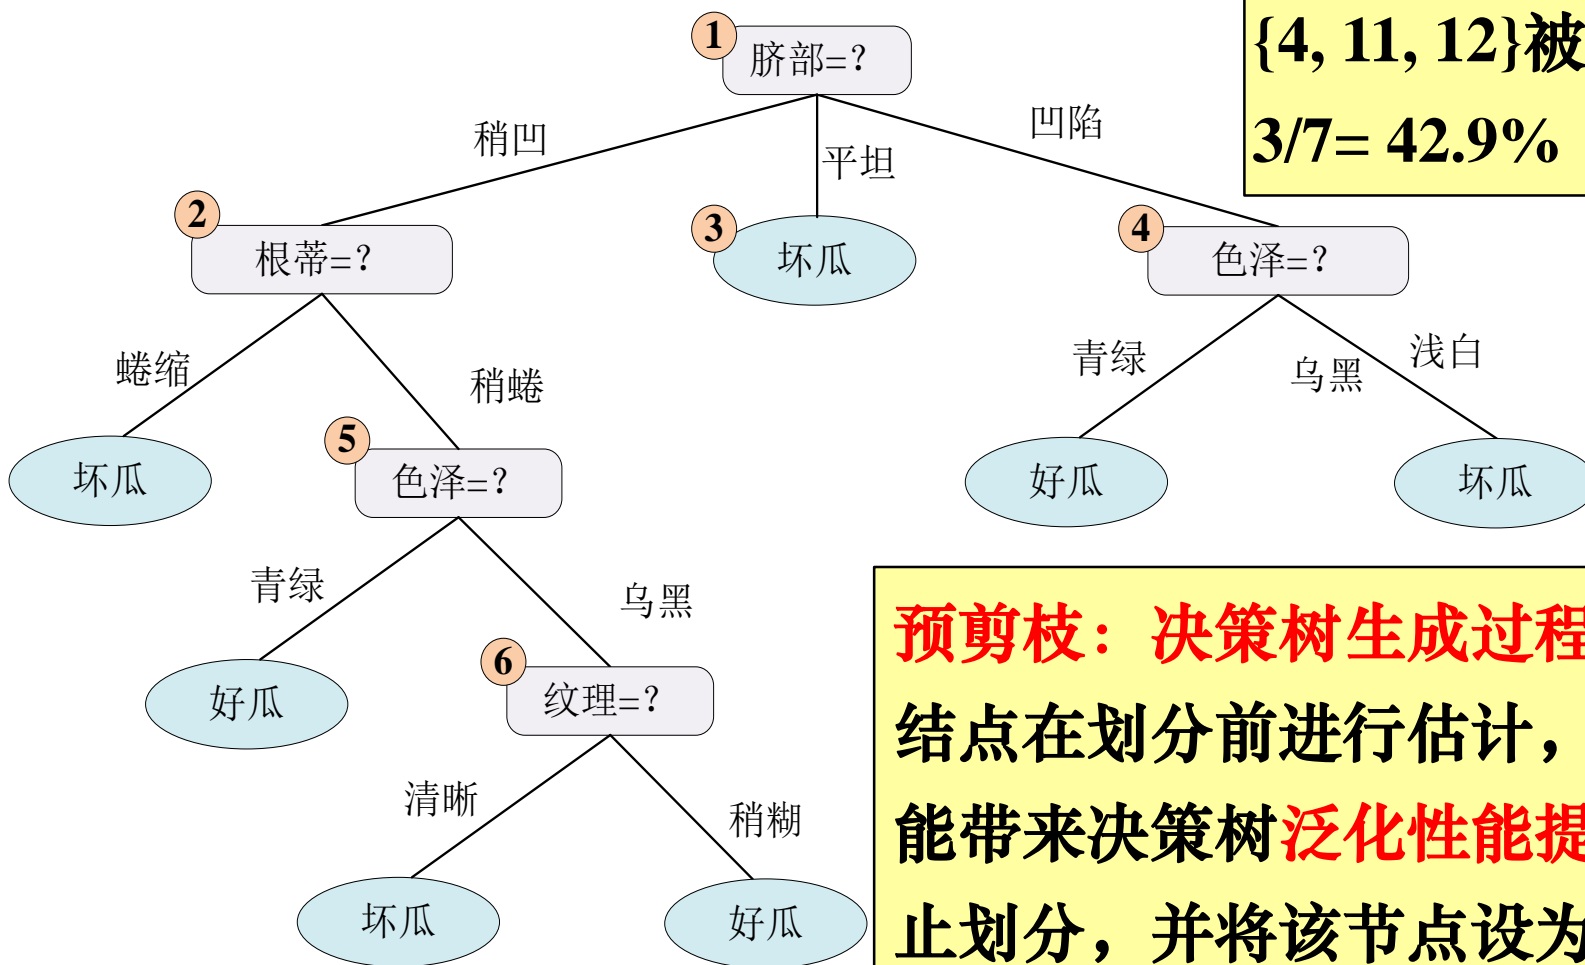 {4, 11, 12}被
3/7= 42.9%
1
脐部=?
稍凹
平坦
凹陷
2
根蒂=?
3
坏瓜
4
色泽=?
蜷缩
稍蜷
青绿
乌黑
浅白
坏瓜
5
色泽=?
好瓜
坏瓜
青绿
乌黑
好瓜
6
纹理=?
清晰
稍糊
坏瓜
好瓜
预剪枝：决策树生成过程
结点在划分前进行估计，
能带来决策树泛化性能提
止划分，并将该节点设为